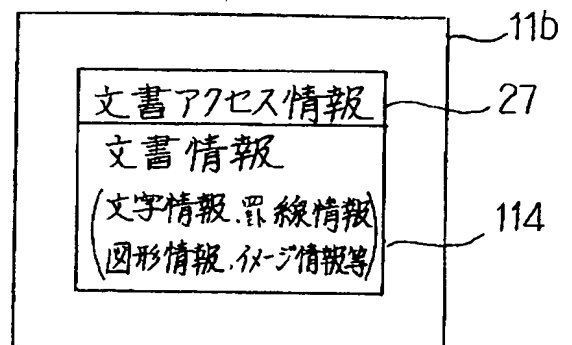 11b
文書アクセス情報
27
文書情報
(文字情報、罫線情報
図形情報、イメージ情報等)
114